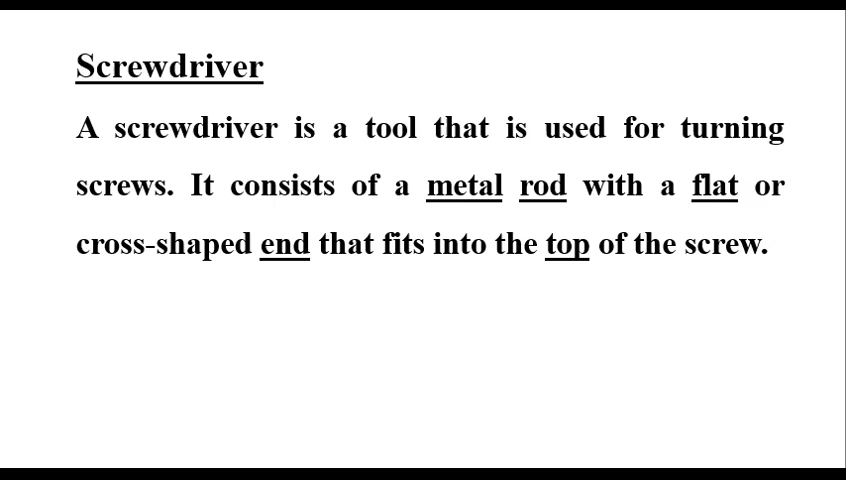 Screwdriver
A screwdriver is a tool that is used for turning
screws. It consists of a metal rod with a flat or
cross-shaped end that fits into the top of the screw.